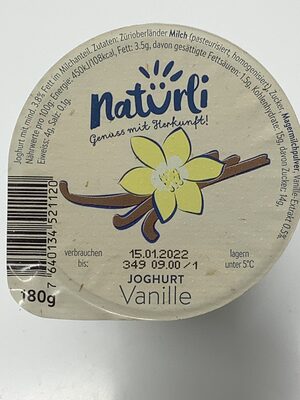 Joghurt mit mind. 3.8% Fett im Milchanteil. Zutaten: Zürioberländer Milch (pasteurisiert, homogenisiert), Zucker, Magermilchpulver, Vanille-Extrakt 0.5%.
Nährwerte pro 100g: Energie: 450kJ/108kcal, Fett: 3.5g, davon gesättigte Fettsäuren: 1.5g, Kohlenhydrate: 15g, davon Zucker: 14g,
Eiweiss: 4g, Salz: 0.1g.
natürli
Genuss mit Herkunft!
7 640134 521120
verbrauchen
bis:
15.01.2022
349 09.00 / 1
lagern
unter 5°C
JOGHURT
Vanille
180g